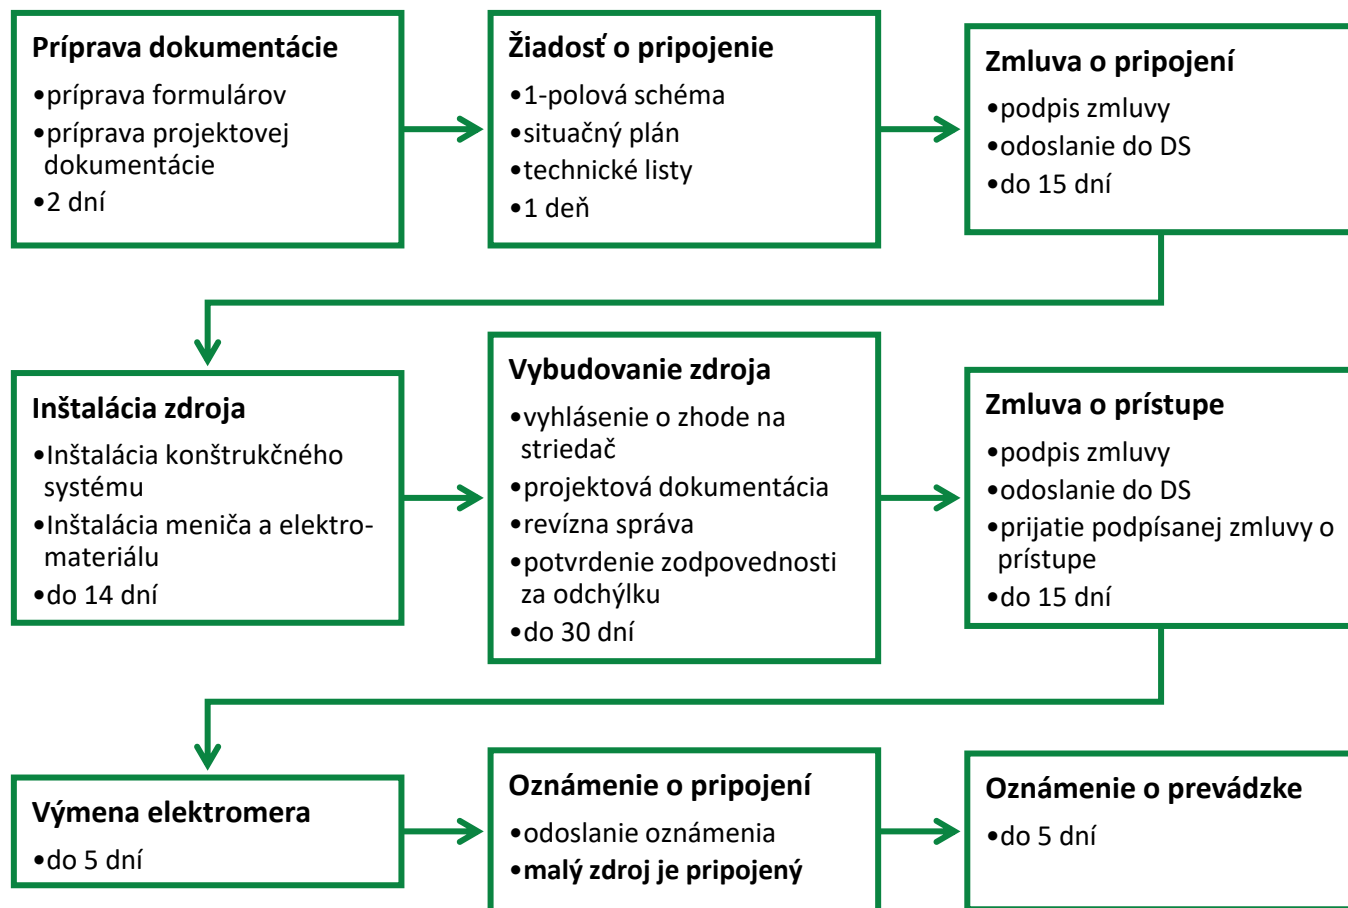 Príprava dokumentácie
•príprava formulárov
•príprava projektovej
dokumentácie
•2 dní
Žiadosť o pripojenie
•1-polová schéma
•situačný plán
•technické listy
•1 deň
Zmluva o pripojení
•podpis zmluvy
•odoslanie do DS
•do 15 dní
Inštalácia zdroja
•Inštalácia konštrukčného
systému
•Inštalácia meniča a elektro-
materiálu
•do 14 dní
Vybudovanie zdroja
•vyhlásenie o zhode na
striedač
•projektová dokumentácia
•revízna správa
•potvrdenie zodpovednosti
za odchýlku
•do 30 dní
Zmluva o prístupe
•podpis zmluvy
•odoslanie do DS
•prijatie podpísanej zmluvy o
prístupe
•do 15 dní
Výmena elektromera
•do 5 dní
Oznámenie o pripojení
•odoslanie oznámenia
•malý zdroj je pripojený
Oznámenie o prevádzke
•do 5 dní